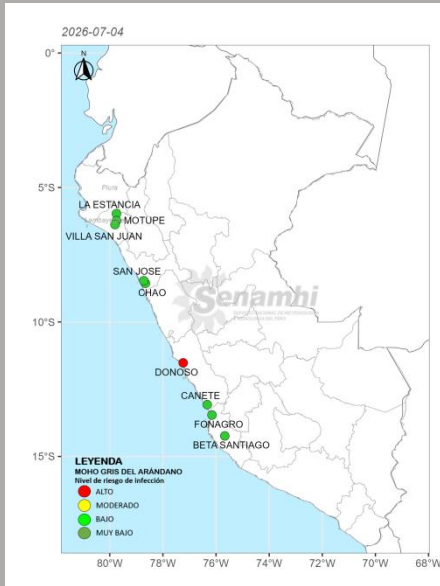 2026-07-04
N
0°
5°S
10°S
15°S
Piura
LA ESTANCIA
MOTUPE
VILLA SAN JUAN
SAN JOSE
CHAO
Senamhi
DONOSO
CANETE
FONAGRO
BETA SANTIAGO
LEYENDA
MOHO GRIS DEL ARÁNDANO
Nivel de riesgo de infección
ALTO
MODERADO
BAJO
MUY BAJO
80°W 78°W 76°W 74°W 72°W 70°W 68°W